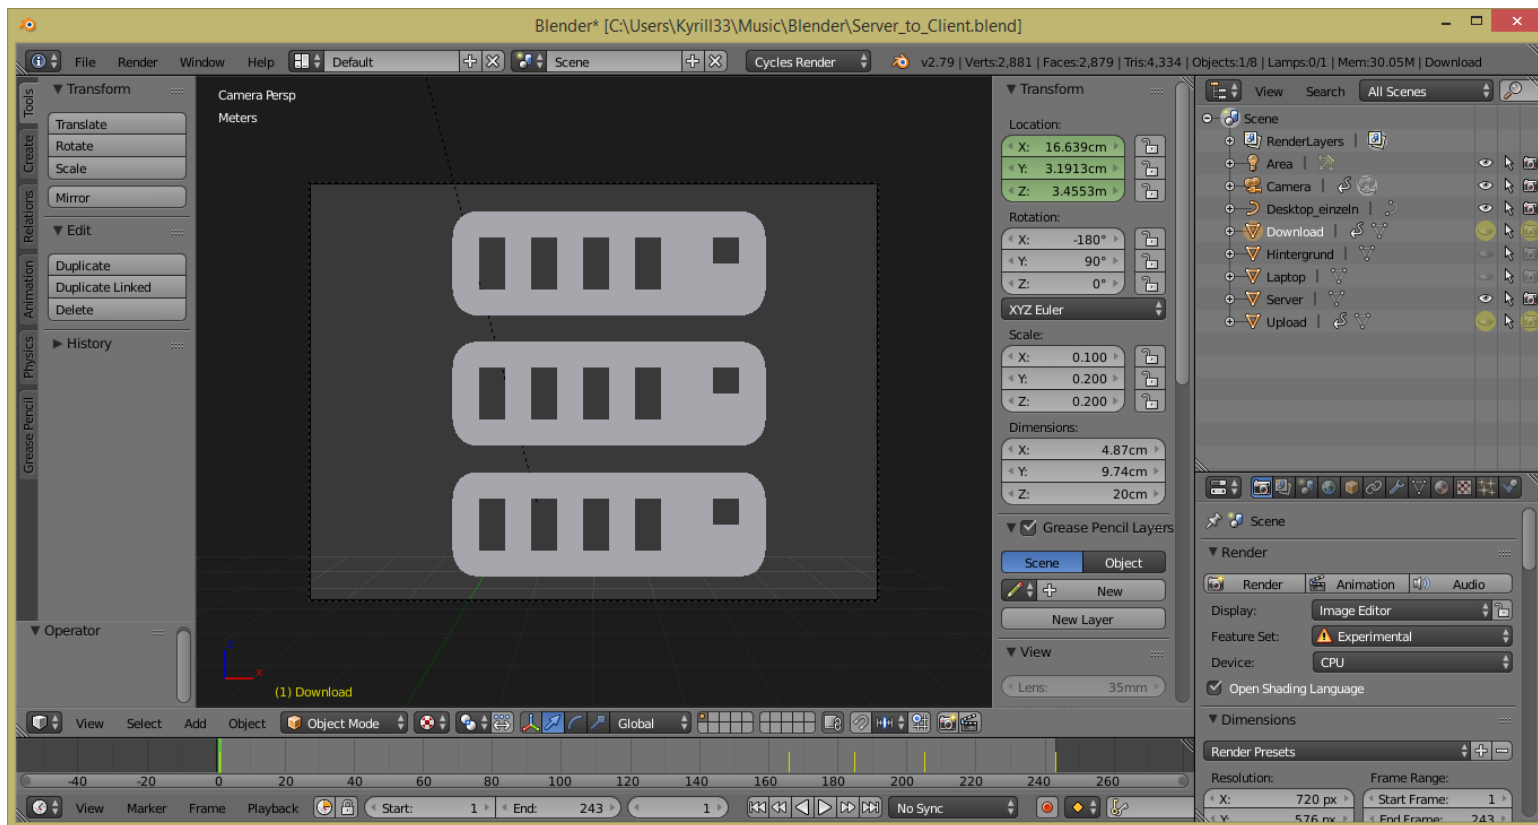 Blender* [C:\Users\Kyrill33\Music\Blender\Server_to_Client.blend]
File Render Window Help Default Scene Cycles Render v2.79 | Verts:2,881 | Faces:2,879 | Tris:4,334 | Objects:1/8 | Lamps:0/1 | Mem:30.05M | Download
Tools
Create
Relations
Animation
Physics
Grease Pencil
Transform
Translate
Rotate
Scale
Mirror
Edit
Duplicate
Duplicate Linked
Delete
History
Operator
Camera Persp
Meters
z
x
(1) Download
Transform
Location:
X: 16.639cm
Y: 3.1913cm
Z: 3.4553m
Rotation:
X: -180°
Y: 90°
Z: 0°
XYZ Euler
Scale:
X: 0.100
Y: 0.200
Z: 0.200
Dimensions:
X: 4.87cm
Y: 9.74cm
Z: 20cm
Grease Pencil Layers
Scene Object
New
New Layer
View
Lens: 35mm
View Search All Scenes
Scene
RenderLayers
Area
Camera
Desktop_einzeln
Download
Hintergrund
Laptop
Server
Upload
Scene
Render
Render Animation Audio
Display: Image Editor
Feature Set: Experimental
Device: CPU
Open Shading Language
Dimensions
Render Presets
Resolution: Frame Range:
X: 720 px Start Frame: 1
Y: 576 px End Frame: 243
View Select Add Object Object Mode Global
-40 -20 0 20 40 60 80 100 120 140 160 180 200 220 240 260
View Marker Frame Playback Start: 1 End: 243 1 No Sync